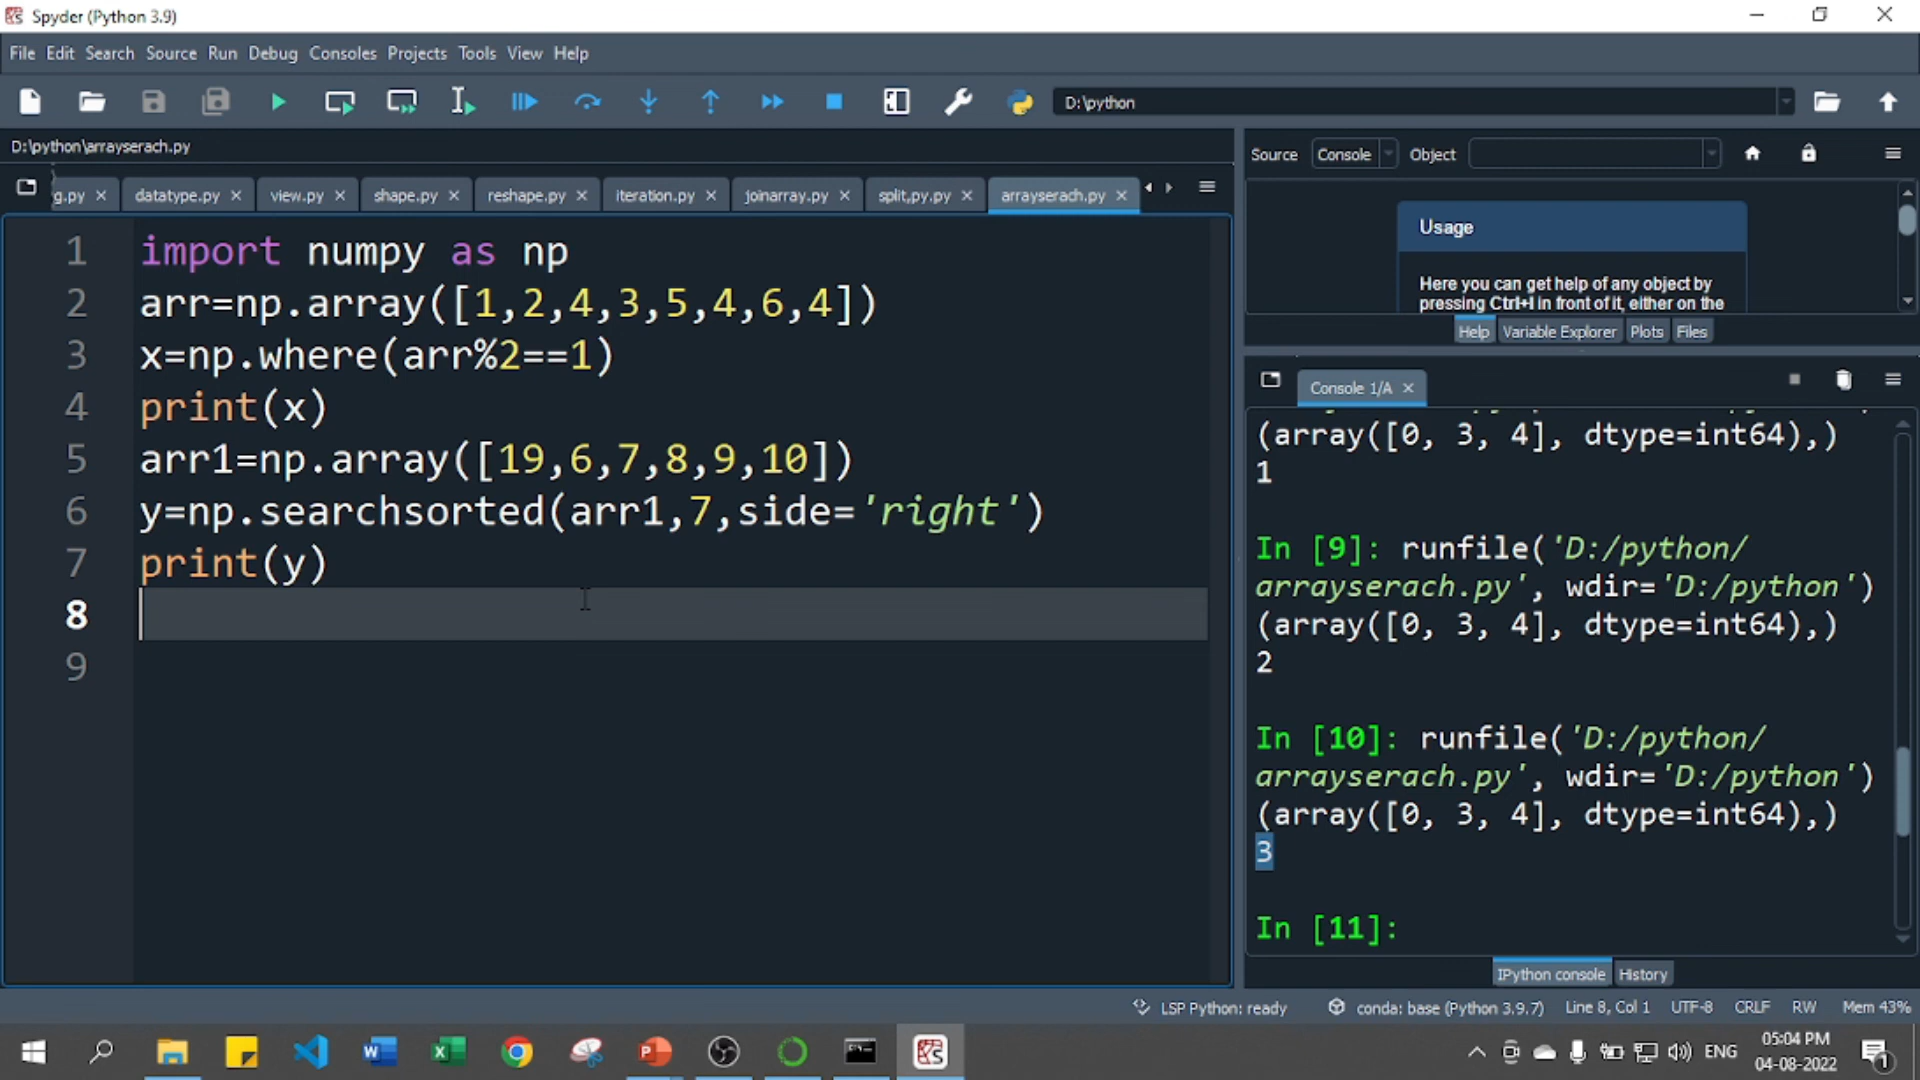 Spyder (Python 3.9)
File Edit Search Source Run Debug Consoles Projects Tools View Help
D:\python
D:\python\arrayserach.py
g.py datatype.py view.py shape.py reshape.py iteration.py joinarray.py split,py.py arrayserach.py
1 import numpy as np
2 arr=np.array([1,2,4,3,5,4,6,4])
3 x=np.where(arr%2==1)
4 print(x)
5 arr1=np.array([19,6,7,8,9,10])
6 y=np.searchsorted(arr1,7,side='right')
7 print(y)
8
9
Source Console Object
Usage
Here you can get help of any object by
pressing Ctrl+I in front of it, either on the
Help Variable Explorer Plots Files
Console 1/A
(array([0, 3, 4], dtype=int64),)
1
In [9]: runfile('D:/python/
arrayserach.py', wdir='D:/python')
(array([0, 3, 4], dtype=int64),)
2
In [10]: runfile('D:/python/
arrayserach.py', wdir='D:/python')
(array([0, 3, 4], dtype=int64),)
3
In [11]:
IPython console History
LSP Python: ready conda: base (Python 3.9.7) Line 8, Col 1 UTF-8 CRLF RW Mem 43%
ENG 05:04 PM
04-08-2022
1